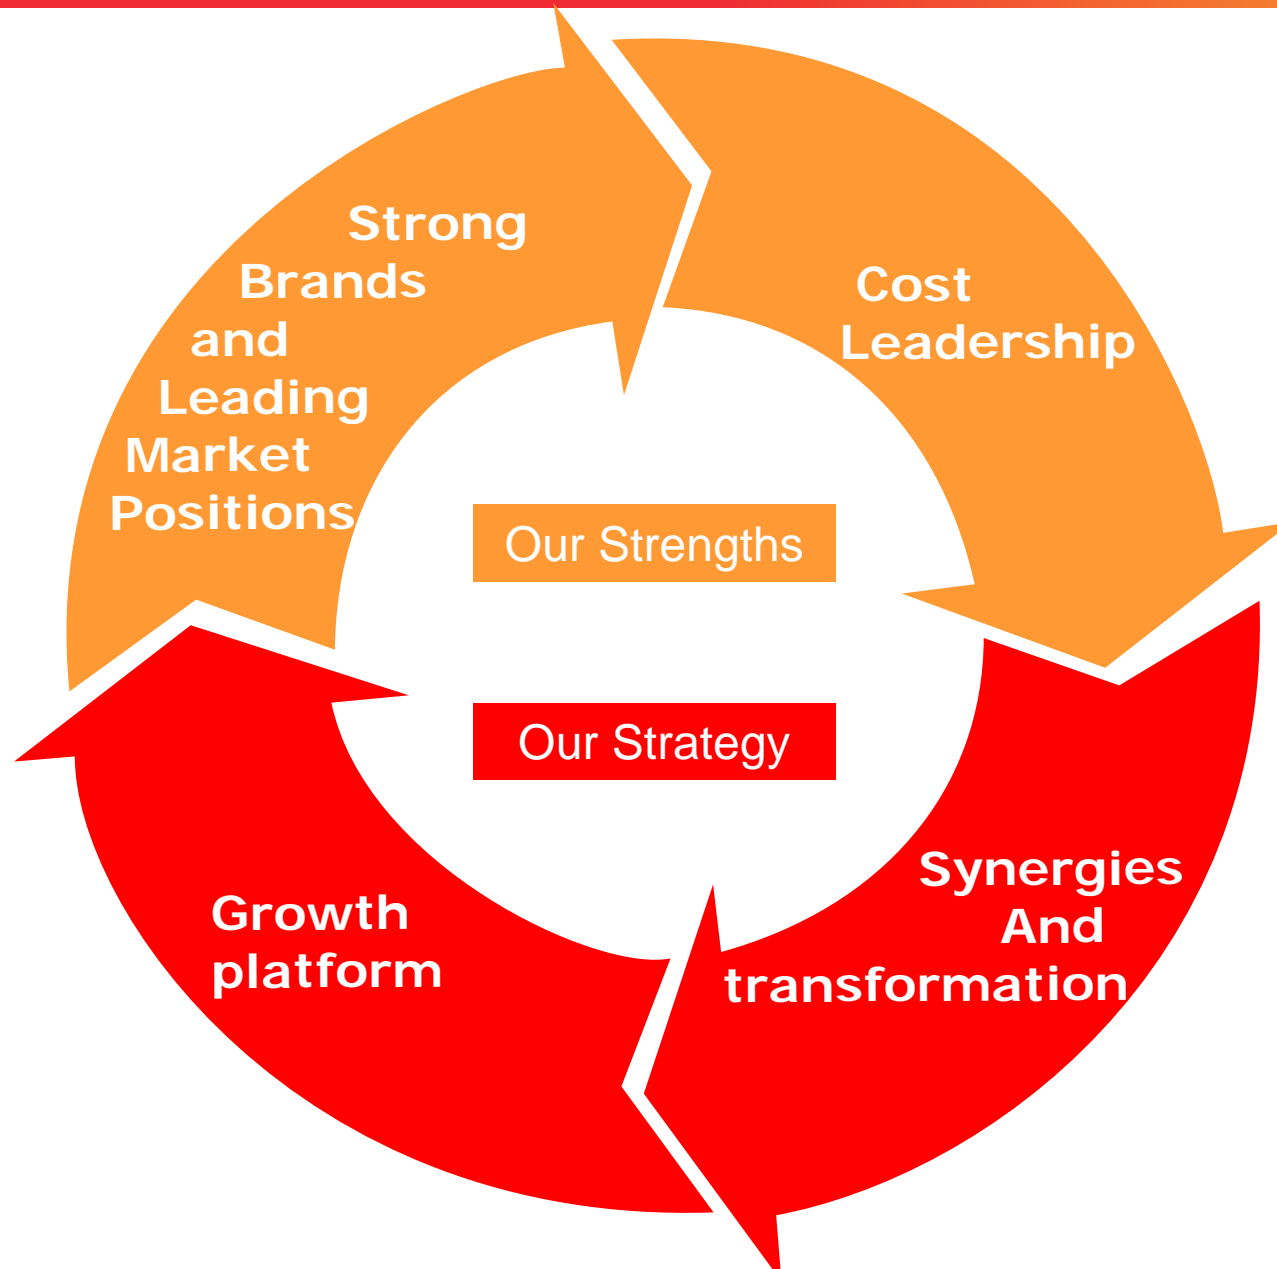 Strong
Brands
and
Leading
Market
Positions
Cost
Leadership
Our Strengths
Our Strategy
Synergies
And
transformation
Growth
platform